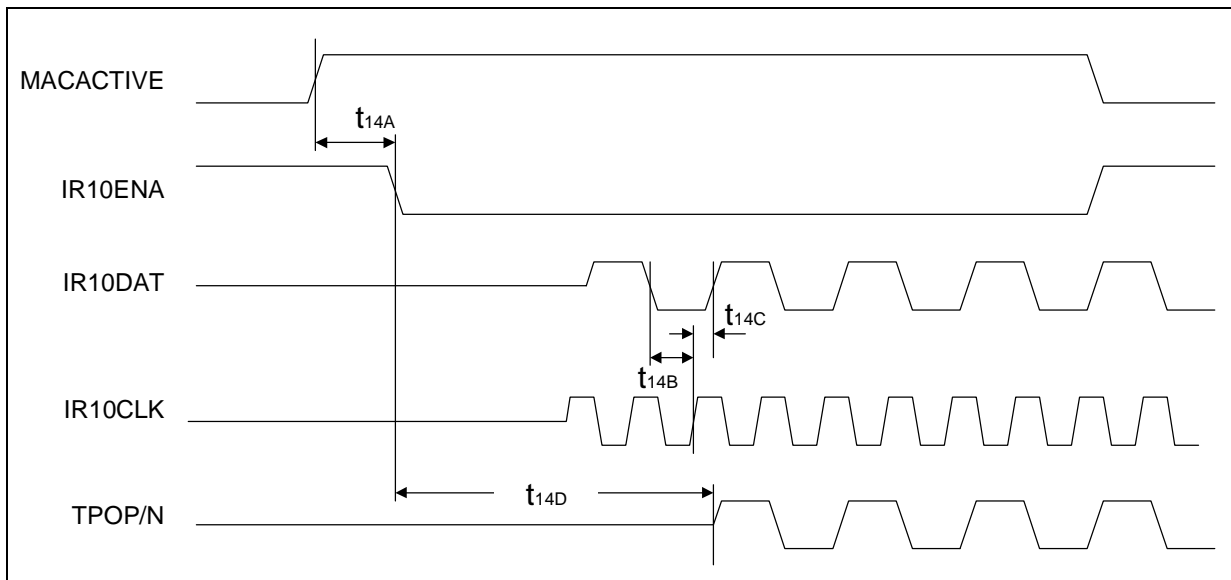 MACACTIVE
t14A
IR10ENA
IR10DAT
t14C
t14B
IR10CLK
t14D
TPOP/N